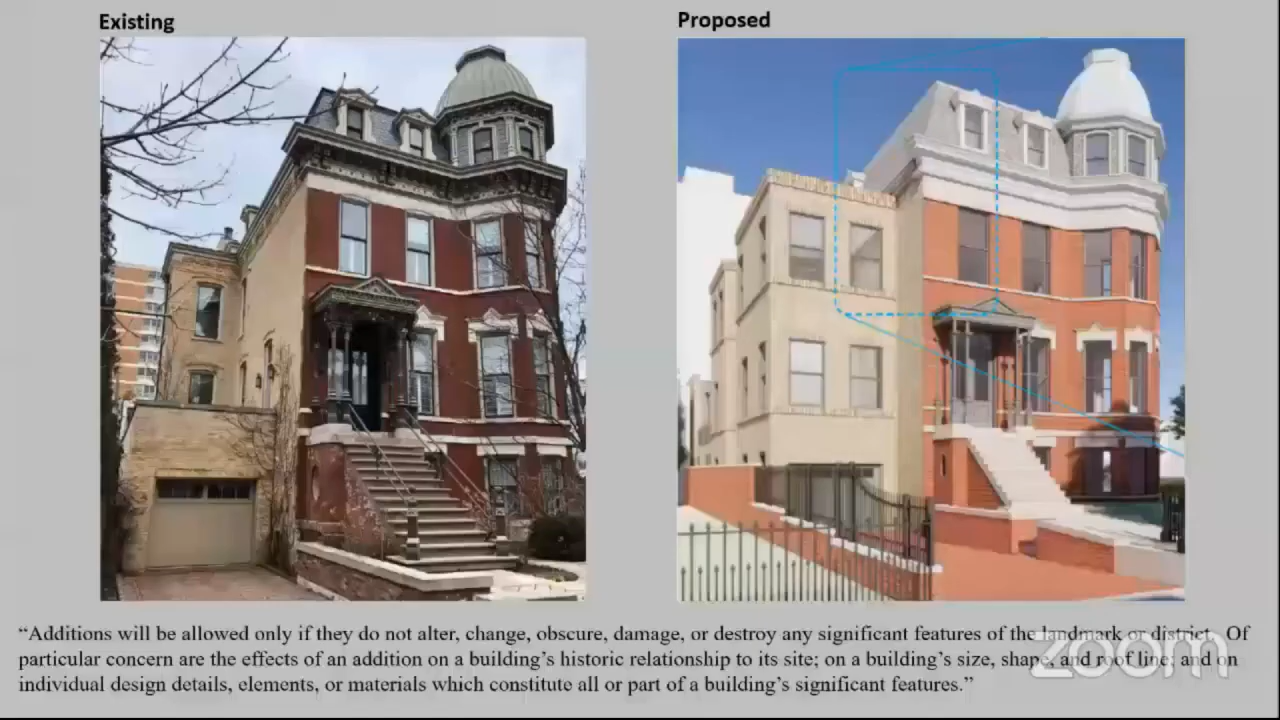 Existing
Proposed
“Additions will be allowed only if they do not alter, change, obscure, damage, or destroy any significant features of the landmark or district. Of
particular concern are the effects of an addition on a building’s historic relationship to its site; on a building’s size, shape, and roof line; and on
individual design details, elements, or materials which constitute all or part of a building’s significant features.”
zoom